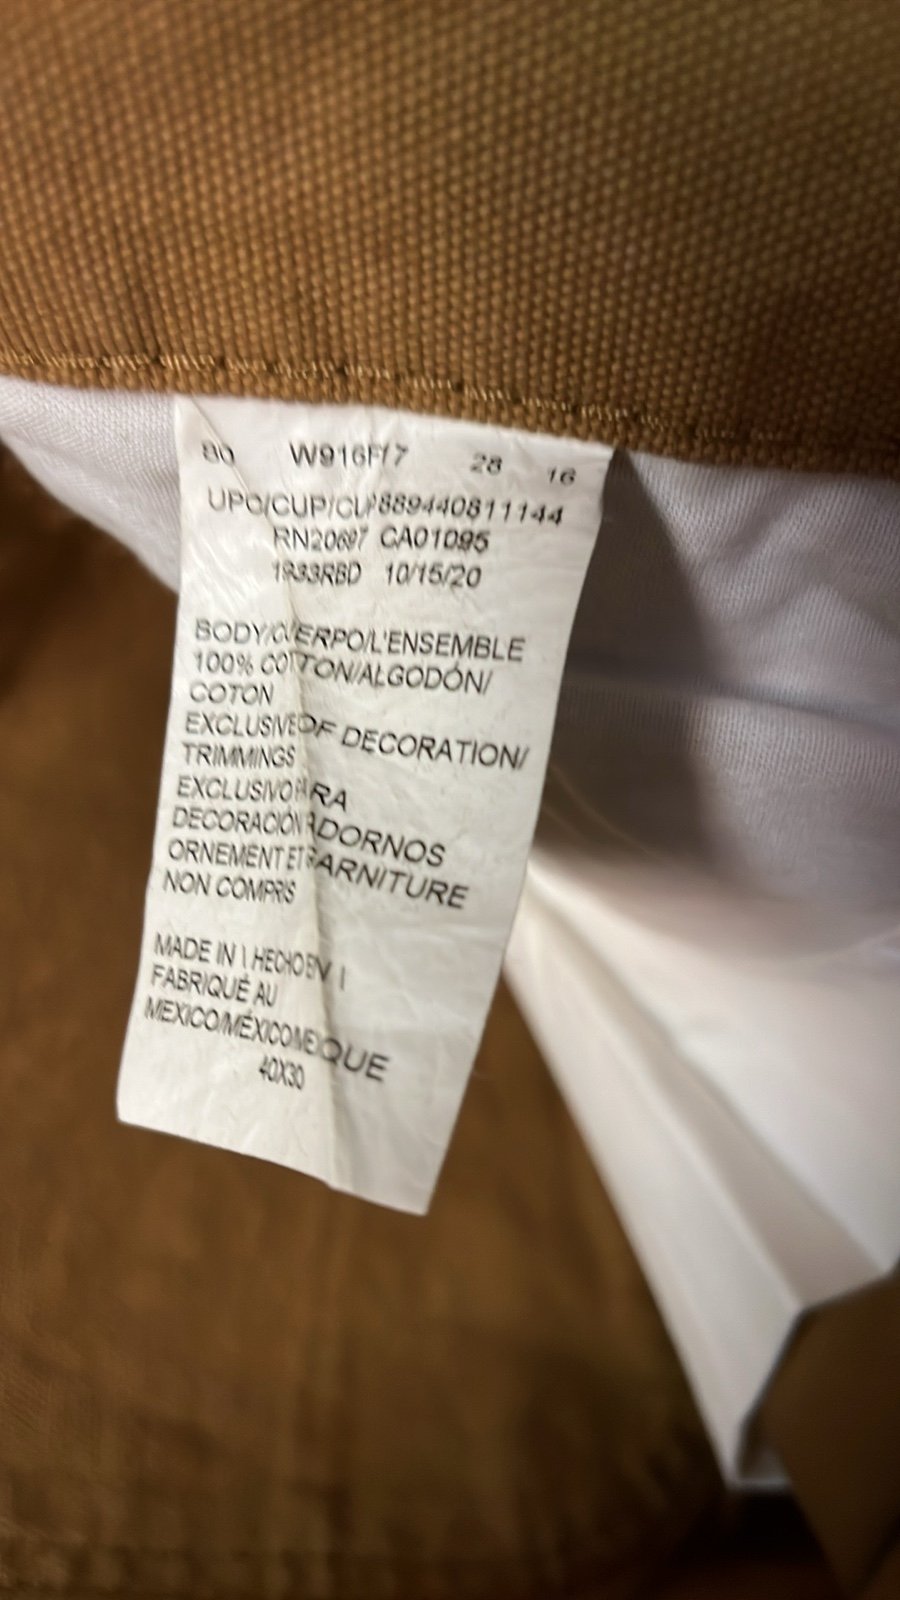 80 W916F17 28 16
UPC/CUP/CUP889440811144
RN20697 CA01095
1933RBD 10/15/20
BODY/CUERPO/L'ENSEMBLE
100% COTTON/ALGODÓN/
COTON
EXCLUSIVE OF DECORATION/
TRIMMINGS
EXCLUSIVO PARA
DECORACIÓN ADORNOS
ORNEMENT ET GARNITURE
NON COMPRIS
MADE IN \ HECHO EN \
FABRIQUÉ AU
MEXICO/MÉXICO/MEXIQUE
40X30